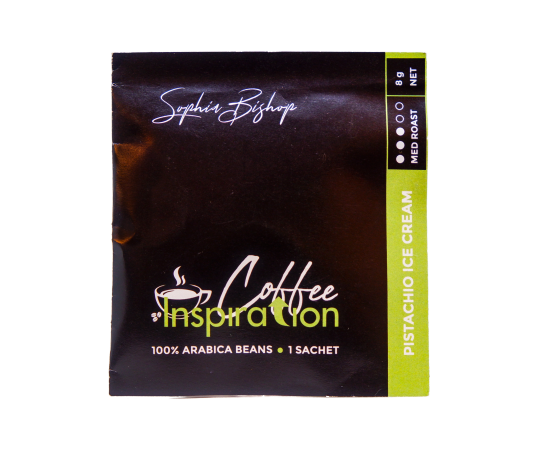 Sophia Bishop
Coffee
Inspiration
100% ARABICA BEANS • 1 SACHET
8 g NET
MED ROAST
PISTACHIO ICE CREAM